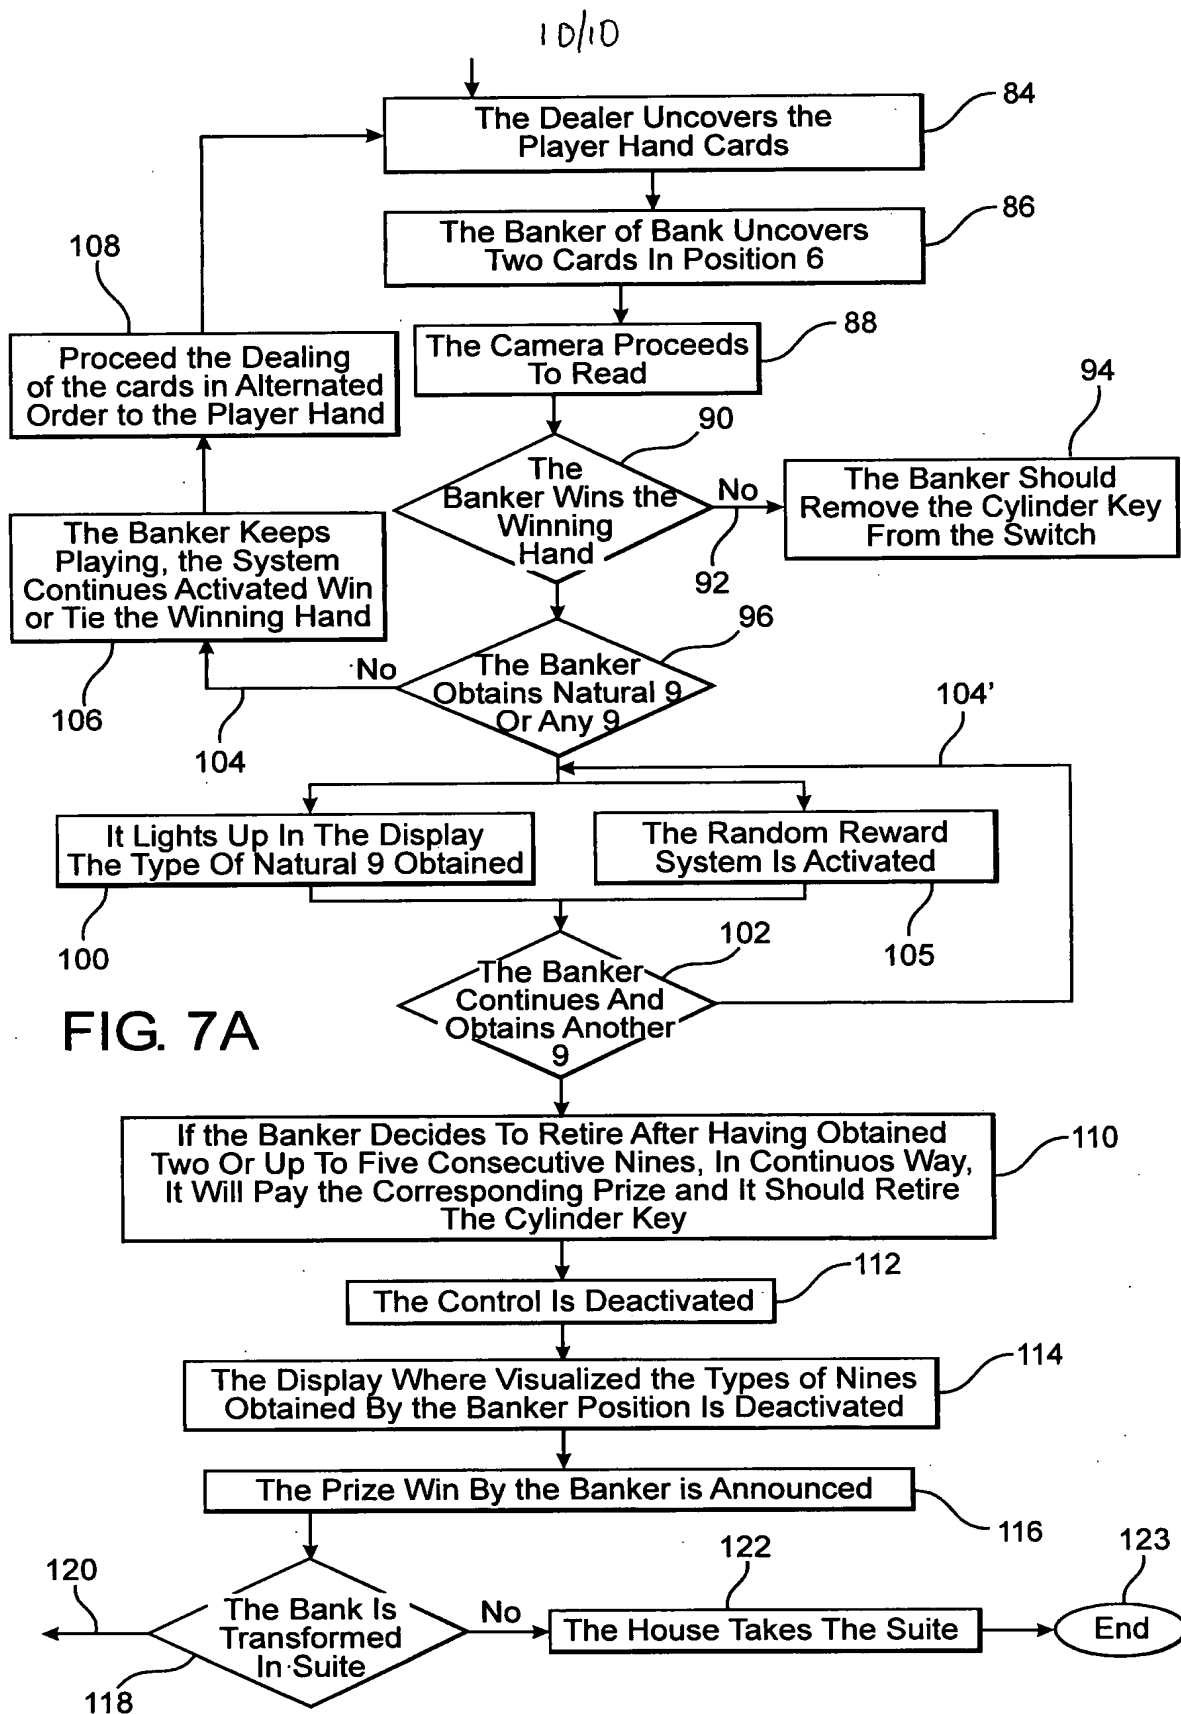 10/10
The Dealer Uncovers the
Player Hand Cards
84
The Banker of Bank Uncovers
Two Cards In Position 6
86
108
The Camera Proceeds
To Read
88
Proceed the Dealing
of the cards in Alternated
Order to the Player Hand
94
90
The
Banker Wins the
Winning
Hand
No
92
The Banker Should
Remove the Cylinder Key
From the Switch
The Banker Keeps
Playing, the System
Continues Activated Win
or Tie the Winning Hand
106
96
The Banker
Obtains Natural 9
Or Any 9
No
104
104'
It Lights Up In The Display
The Type Of Natural 9 Obtained
100
The Random Reward
System Is Activated
105
102
The Banker
Continues And
Obtains Another
9
FIG. 7A
If the Banker Decides To Retire After Having Obtained
Two Or Up To Five Consecutive Nines, In Continuos Way,
It Will Pay the Corresponding Prize and It Should Retire
The Cylinder Key
110
The Control Is Deactivated
112
The Display Where Visualized the Types of Nines
Obtained By the Banker Position Is Deactivated
114
The Prize Win By the Banker is Announced
116
120
The Bank Is
Transformed
In Suite
118
No
122
The House Takes The Suite
123
End